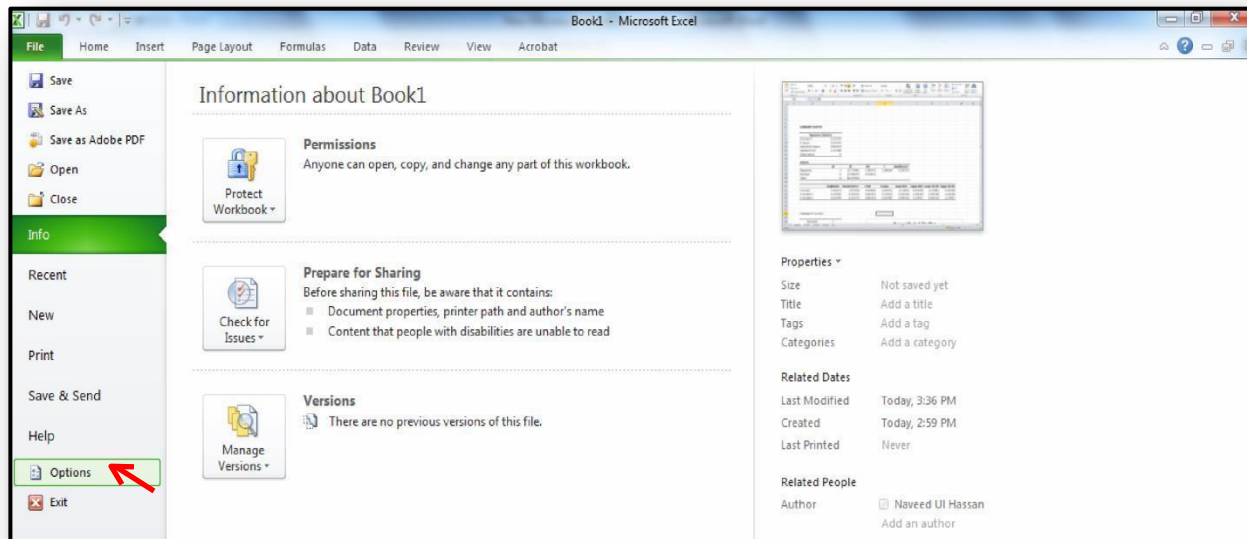 Book1 - Microsoft Excel
File Home Insert Page Layout Formulas Data Review View Acrobat
Save
Save As
Save as Adobe PDF
Open
Close
Info
Recent
New
Print
Save & Send
Help
Options
Exit
Information about Book1
Protect
Workbook
Permissions
Anyone can open, copy, and change any part of this workbook.
Check for
Issues
Prepare for Sharing
Before sharing this file, be aware that it contains:
Document properties, printer path and author's name
Content that people with disabilities are unable to read
Manage
Versions
Versions
There are no previous versions of this file.
Properties
Size Not saved yet
Title Add a title
Tags Add a tag
Categories Add a category
Related Dates
Last Modified Today, 3:36 PM
Created Today, 2:59 PM
Last Printed Never
Related People
Author Naveed Ul Hassan
Add an author